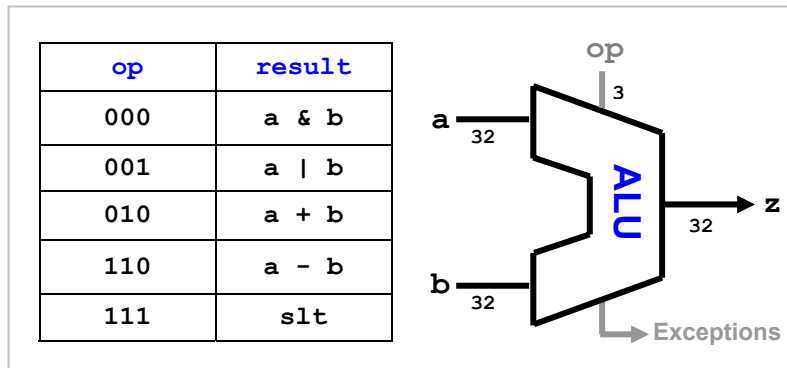 op result
000 a & b
001 a | b
010 a + b
110 a - b
111 slt
op
3
a
32
ALU
z
32
b
32
Exceptions